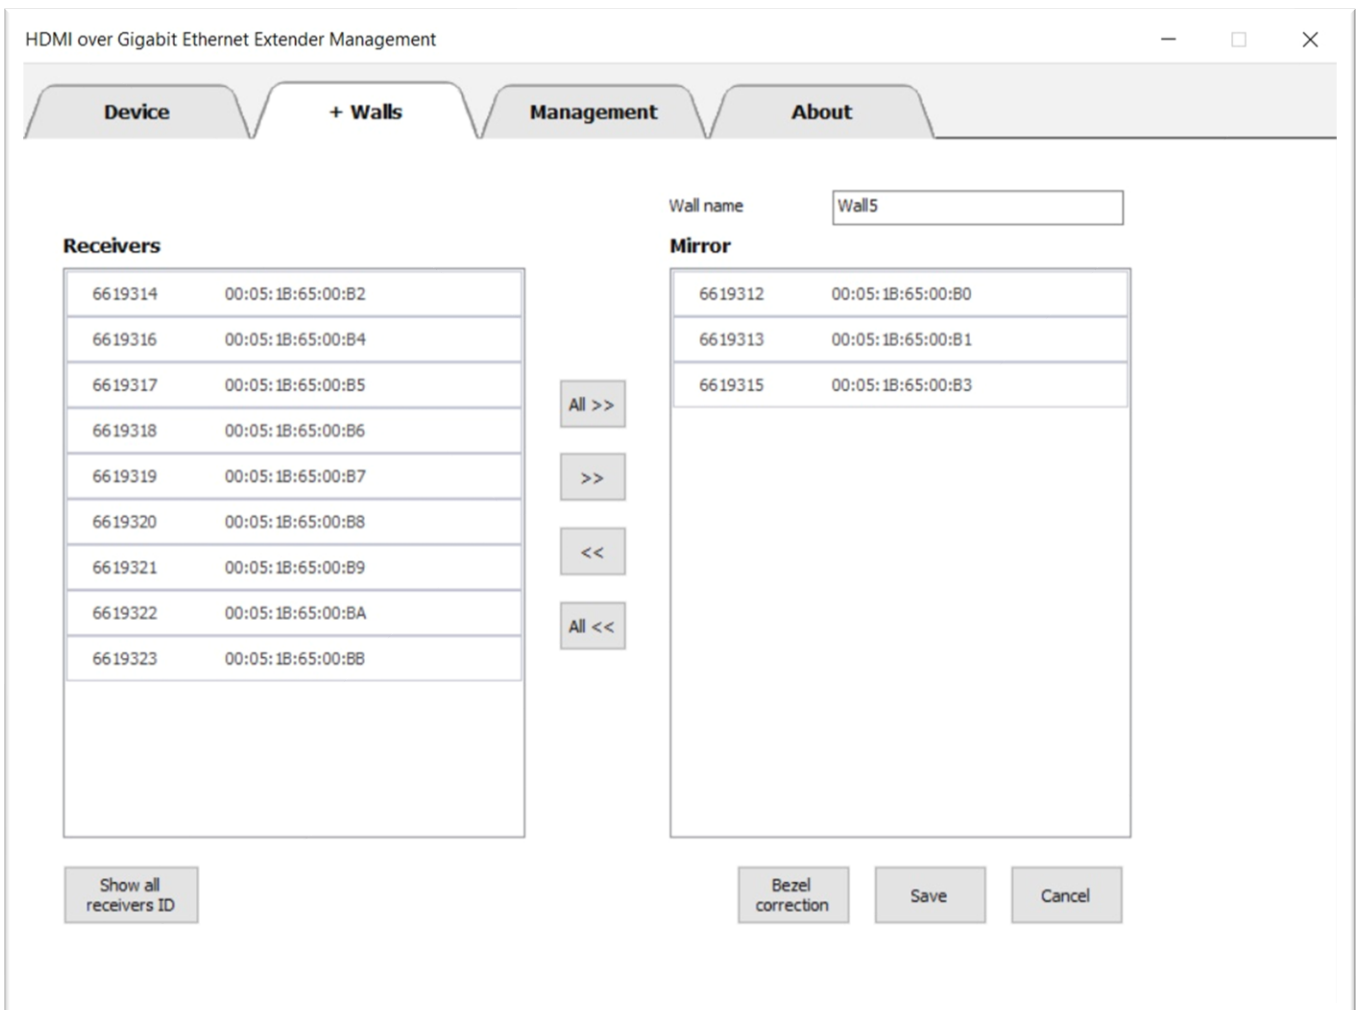 HDMI over Gigabit Ethernet Extender Management
Device
+ Walls
Management
About
Wall name
Wall5
Receivers
Mirror
6619314 00:05:1B:65:00:B2
6619316 00:05:1B:65:00:B4
6619317 00:05:1B:65:00:B5
6619318 00:05:1B:65:00:B6
6619319 00:05:1B:65:00:B7
6619320 00:05:1B:65:00:B8
6619321 00:05:1B:65:00:B9
6619322 00:05:1B:65:00:BA
6619323 00:05:1B:65:00:BB
All >>
>>
<<
All <<
6619312 00:05:1B:65:00:B0
6619313 00:05:1B:65:00:B1
6619315 00:05:1B:65:00:B3
Show all
receivers ID
Bezel
correction
Save
Cancel